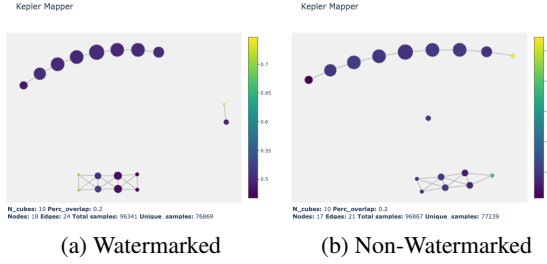 Kepler Mapper
Kepler Mapper
0.7
0.65
0.6
0.55
0.5
N_cubes: 10 Perc_overlap: 0.2
Nodes: 18 Edges: 24 Total samples: 96341 Unique_samples: 76869
N_cubes: 10 Perc_overlap: 0.2
Nodes: 17 Edges: 21 Total samples: 96867 Unique_samples: 77239
(a) Watermarked
(b) Non-Watermarked